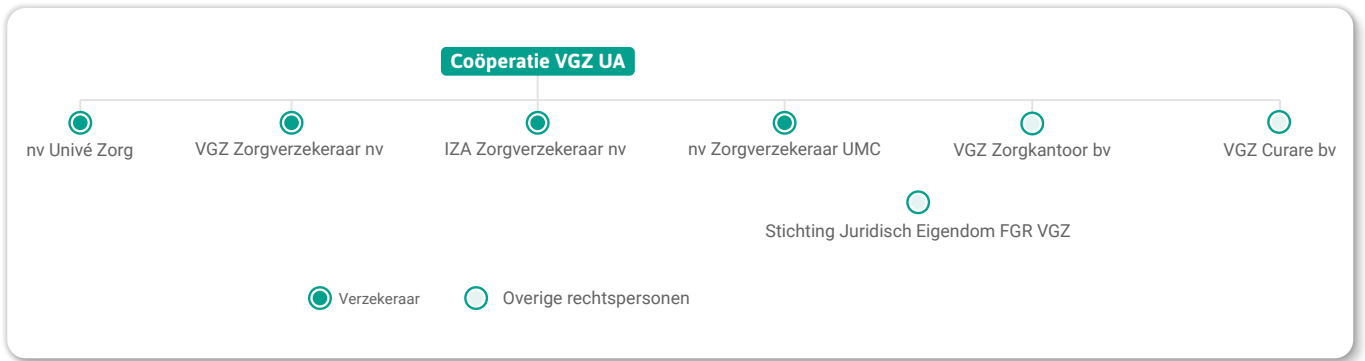 Coöperatie VGZ UA
nv Univé Zorg
VGZ Zorgverzekeraar nv
IZA Zorgverzekeraar nv
nv Zorgverzekeraar UMC
VGZ Zorgkantoor bv
VGZ Curare bv
Stichting Juridisch Eigendom FGR VGZ
Verzekeraar
Overige rechtspersonen